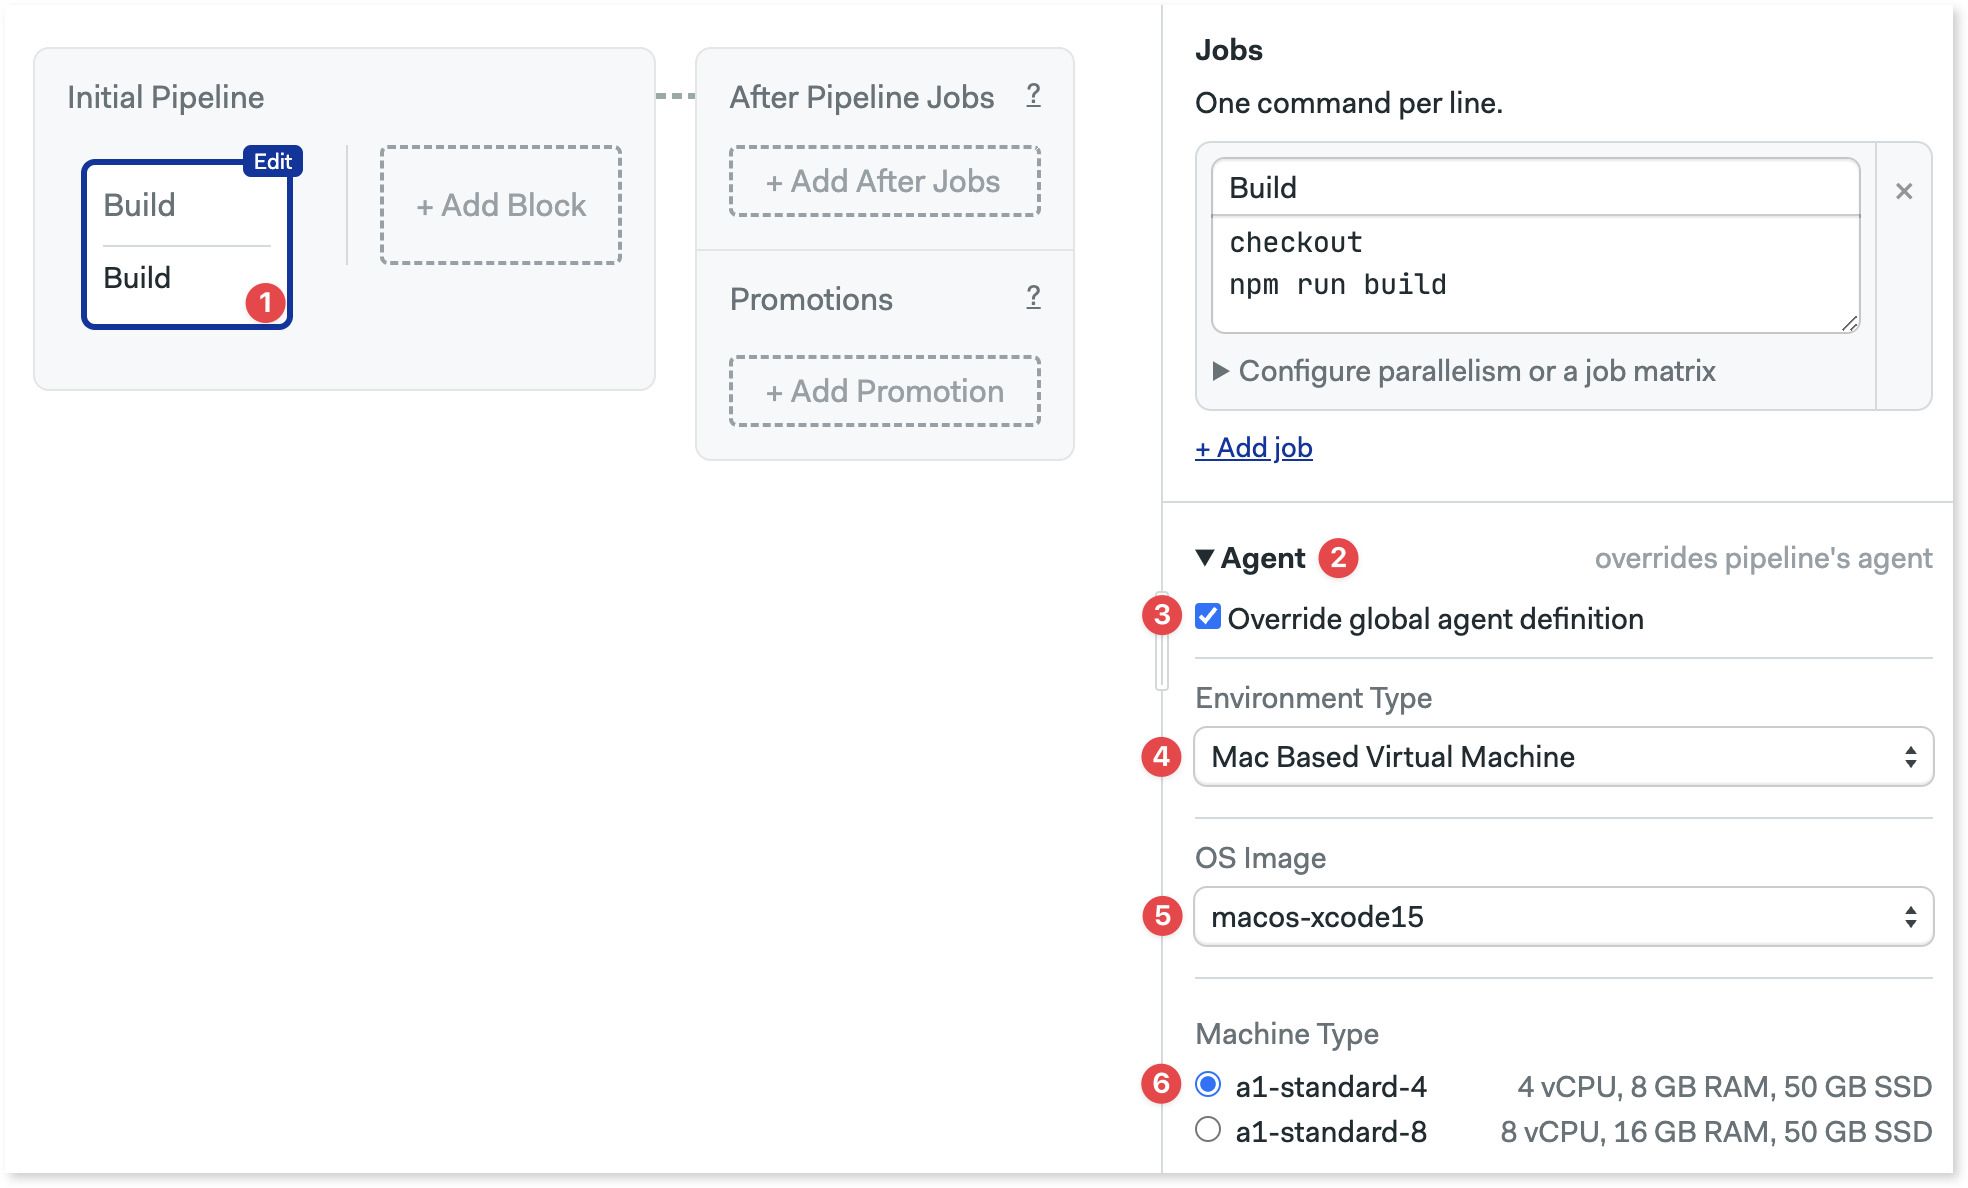 Initial Pipeline
Edit
Build
Build
1
+ Add Block
After Pipeline Jobs ?
+ Add After Jobs
Promotions ?
+ Add Promotion
Jobs
One command per line.
Build
×
checkout
npm run build
Configure parallelism or a job matrix
+ Add job
Agent 2 overrides pipeline's agent
3 Override global agent definition
Environment Type
4 Mac Based Virtual Machine
OS Image
5 macos-xcode15
Machine Type
6 a1-standard-4 4 vCPU, 8 GB RAM, 50 GB SSD
a1-standard-8 8 vCPU, 16 GB RAM, 50 GB SSD